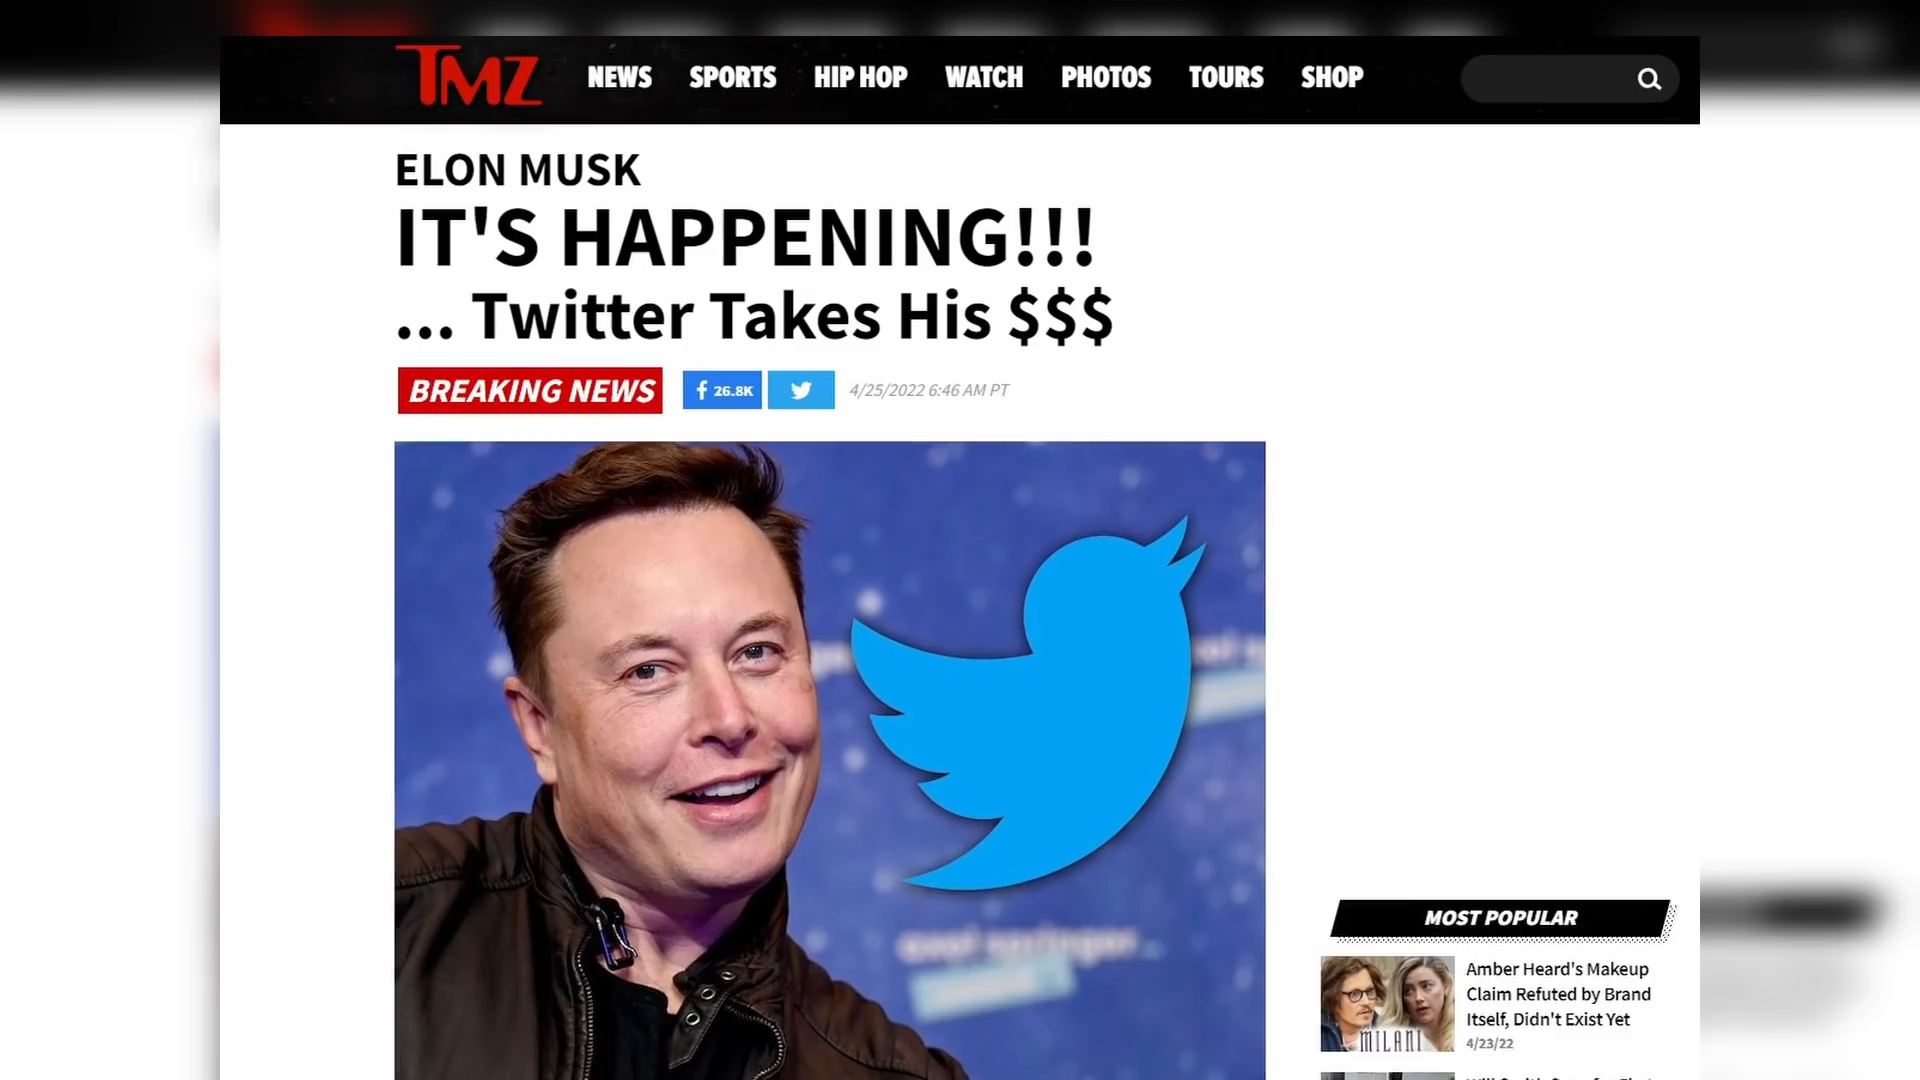 TMZ
NEWS SPORTS HIP HOP WATCH PHOTOS TOURS SHOP
ELON MUSK
IT'S HAPPENING!!!
... Twitter Takes His $$$
BREAKING NEWS
26.8K
4/25/2022 6:46 AM PT
axel springer_
MOST POPULAR
Amber Heard's Makeup
Claim Refuted by Brand
Itself, Didn't Exist Yet
4/23/22
MILANI